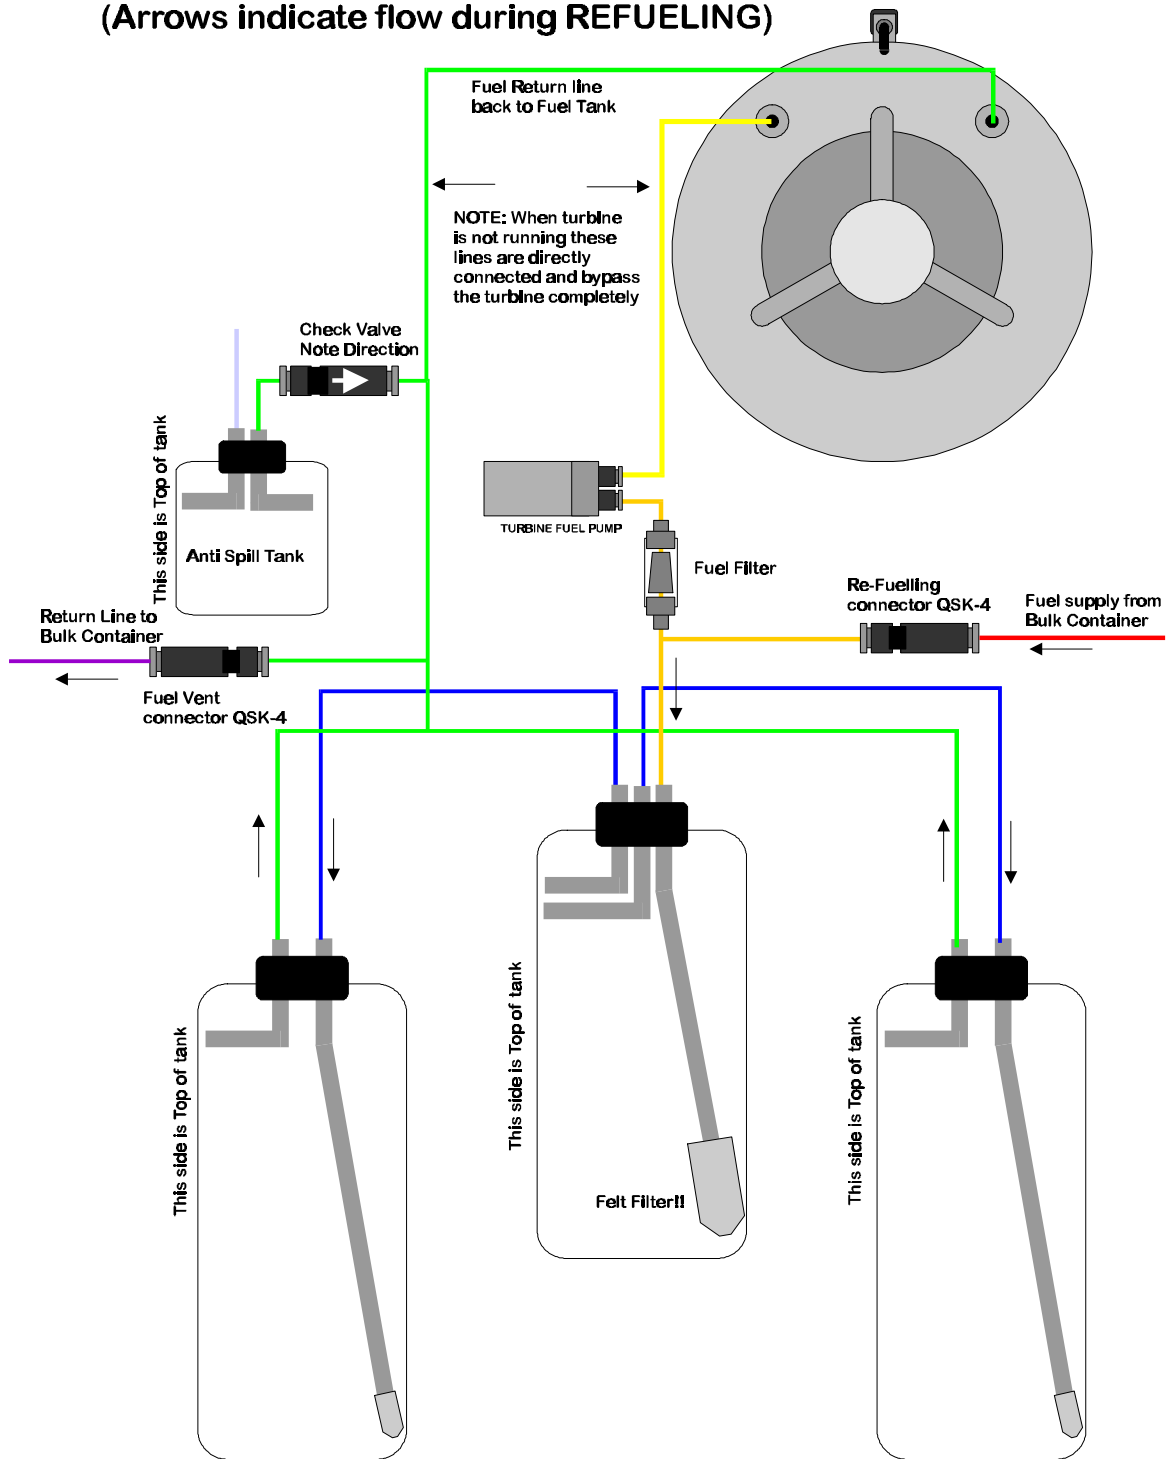 (Arrows indicate flow during REFUELING)
Fuel Return line
back to Fuel Tank
NOTE: When turbine
is not running these
lines are directly
connected and bypass
the turbine completely
Check Valve
Note Direction
This side is Top of tank
Anti Spill Tank
TURBINE FUEL PUMP
Fuel Filter
Re-Fuelling
connector QSK-4
Fuel supply from
Bulk Container
Return Line to
Bulk Container
Fuel Vent
connector QSK-4
This side is Top of tank
This side is Top of tank
Felt Filter!!
This side is Top of tank